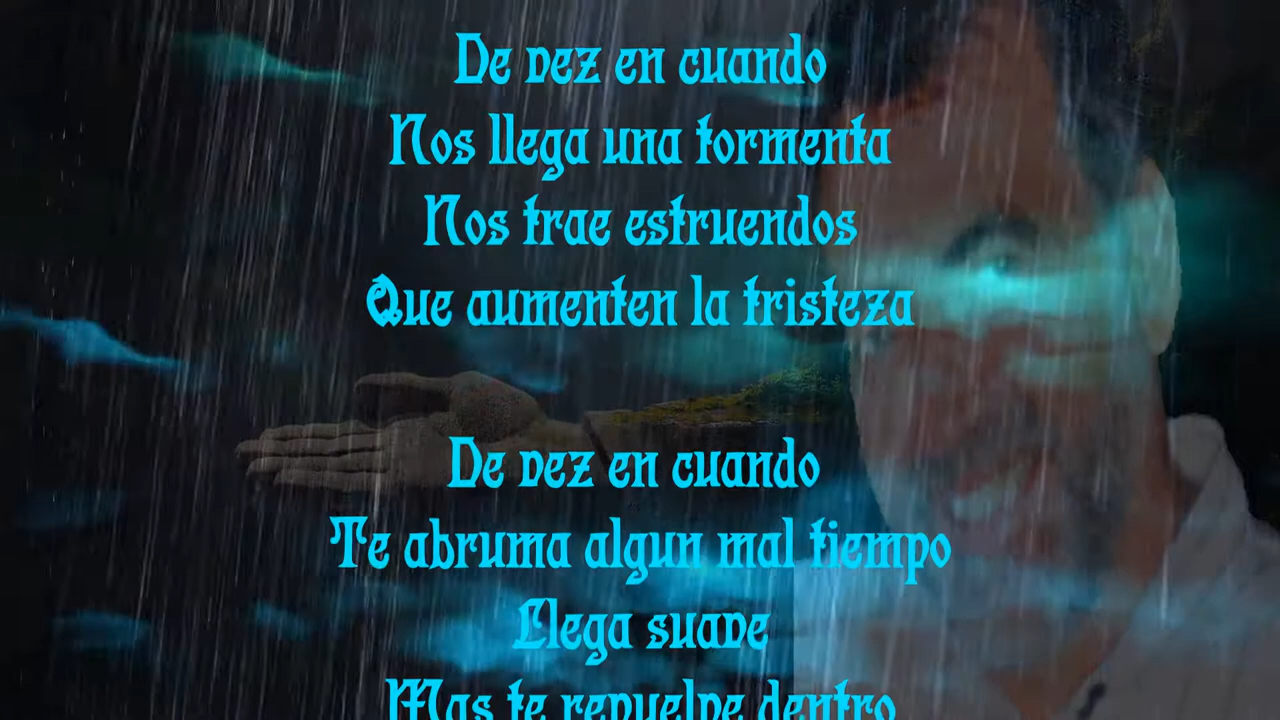 De vez en cuando
Nos llega una tormenta
Nos trae estruendos
Que aumenten la tristeza
De vez en cuando
Te abruma algun mal tiempo
Llega suave
Mas te revuelve dentro